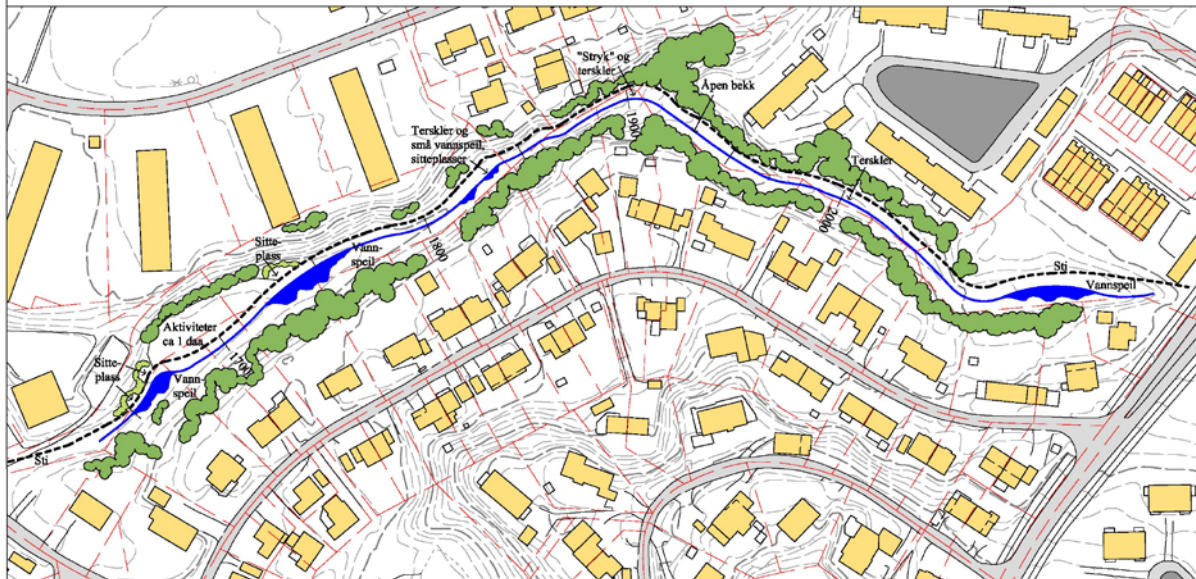 "Stryk" og
terskler
Åpen bekk
Terskler og
små vannspeil,
sitteplasser
1900
Terskler
2000
Sitte-
plass
Vann-
speil
1800
Sti
Vannspeil
Aktiviteter
ca 1 daa
1700
Sitte-
plass
Vann-
speil
Sti